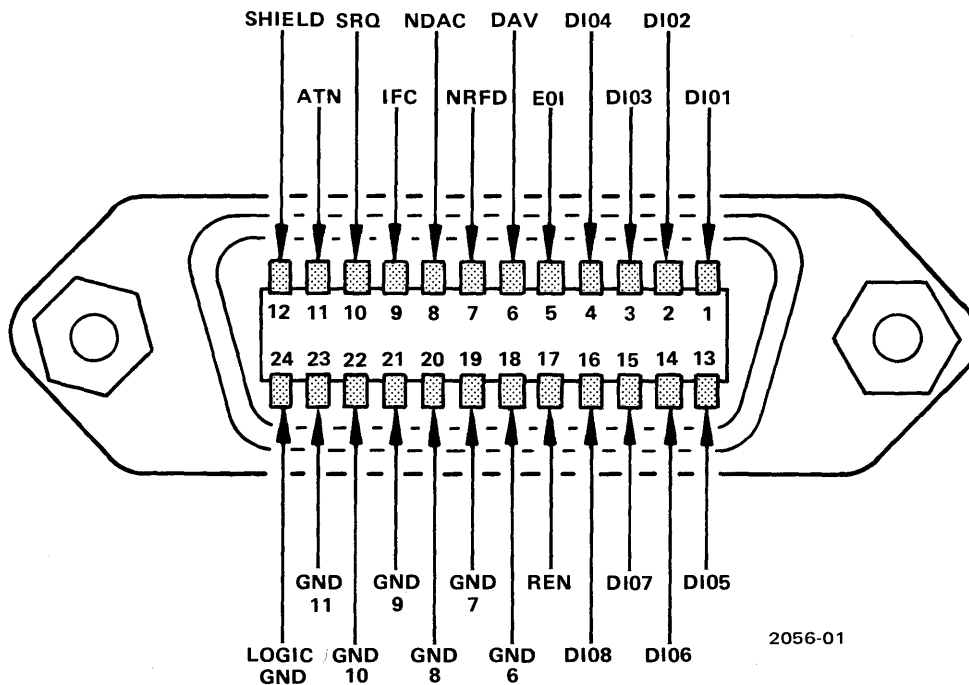 SHIELD SRQ NDAC DAV DI04 DI02
ATN IFC NRFD E0I DI03 DI01
12 11 10 9 8 7 6 5 4 3 2 1
24 23 22 21 20 19 18 17 16 15 14 13
GND 11 GND 9 GND 7 REN DI07 DI05
2056-01
LOGIC GND GND 10 GND 8 GND 6 DI08 DI06